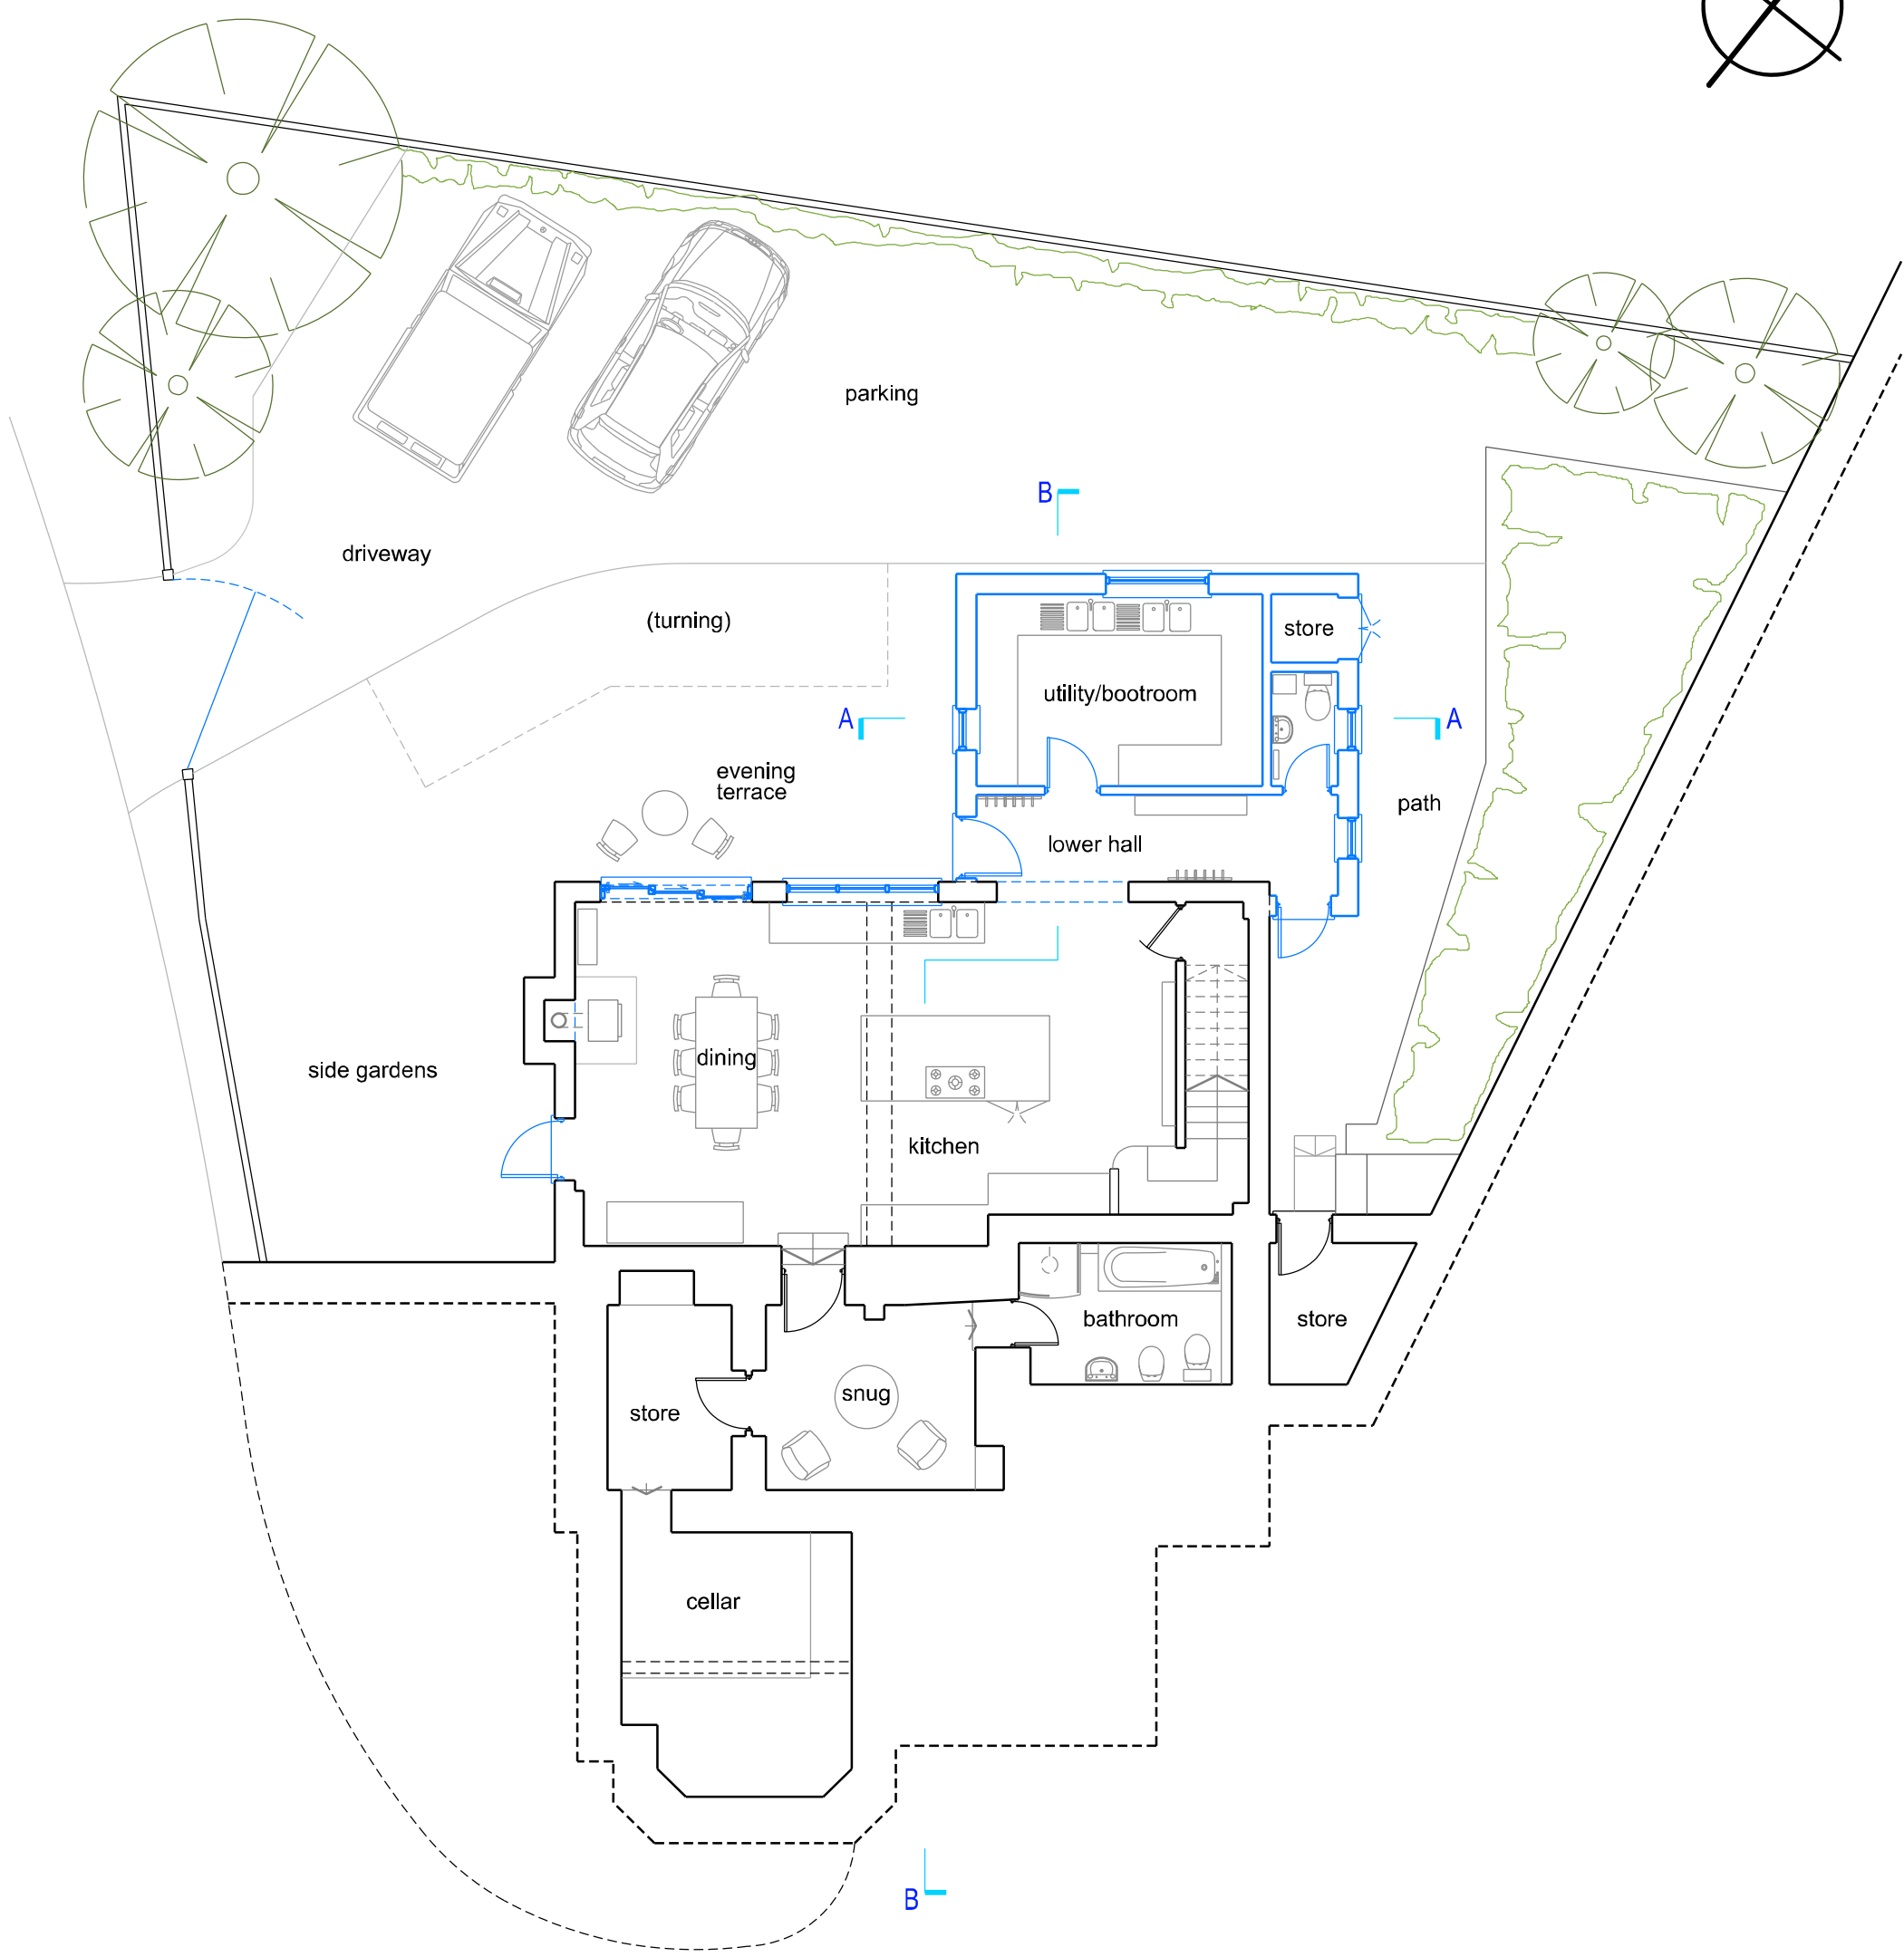 parking
B
driveway
(turning)
store
utility/bootroom
A
A
evening
terrace
path
lower hall
dining
side gardens
kitchen
bathroom
store
snug
store
cellar
B